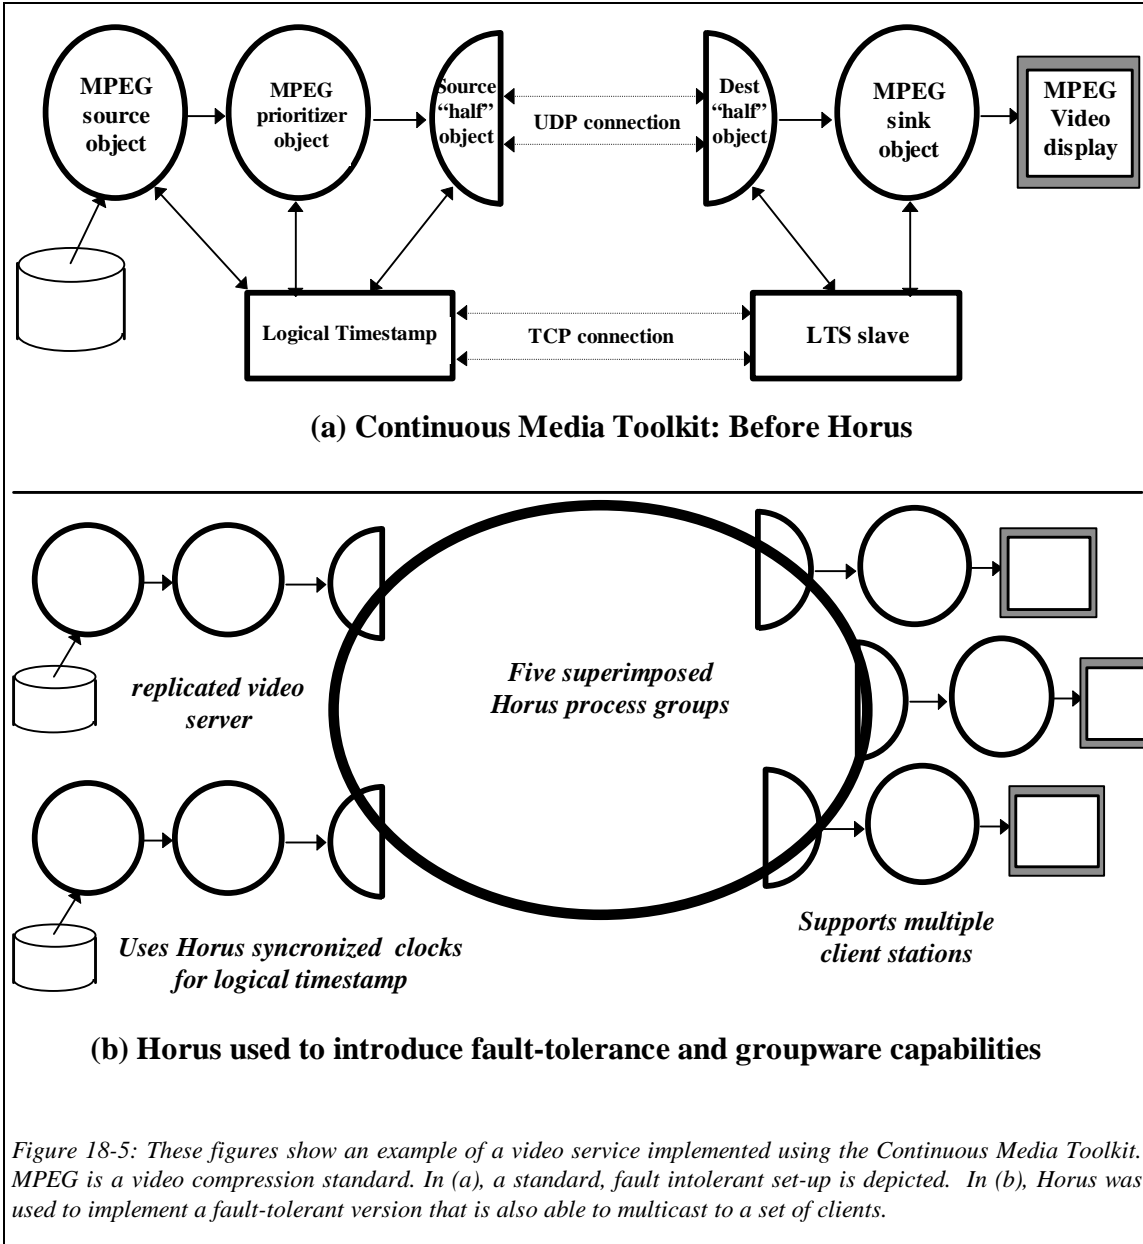 MPEG
source
object
MPEG
prioritizer
object
Source
“half”
object
UDP connection
Dest
“half”
object
MPEG
sink
object
MPEG
Video
display
Logical Timestamp
TCP connection
LTS slave
(a) Continuous Media Toolkit: Before Horus
replicated video
server
Five superimposed
Horus process groups
Uses Horus syncronized clocks
for logical timestamp
Supports multiple
client stations
(b) Horus used to introduce fault-tolerance and groupware capabilities
Figure 18-5: These figures show an example of a video service implemented using the Continuous Media Toolkit.
MPEG is a video compression standard. In (a), a standard, fault intolerant set-up is depicted. In (b), Horus was
used to implement a fault-tolerant version that is also able to multicast to a set of clients.